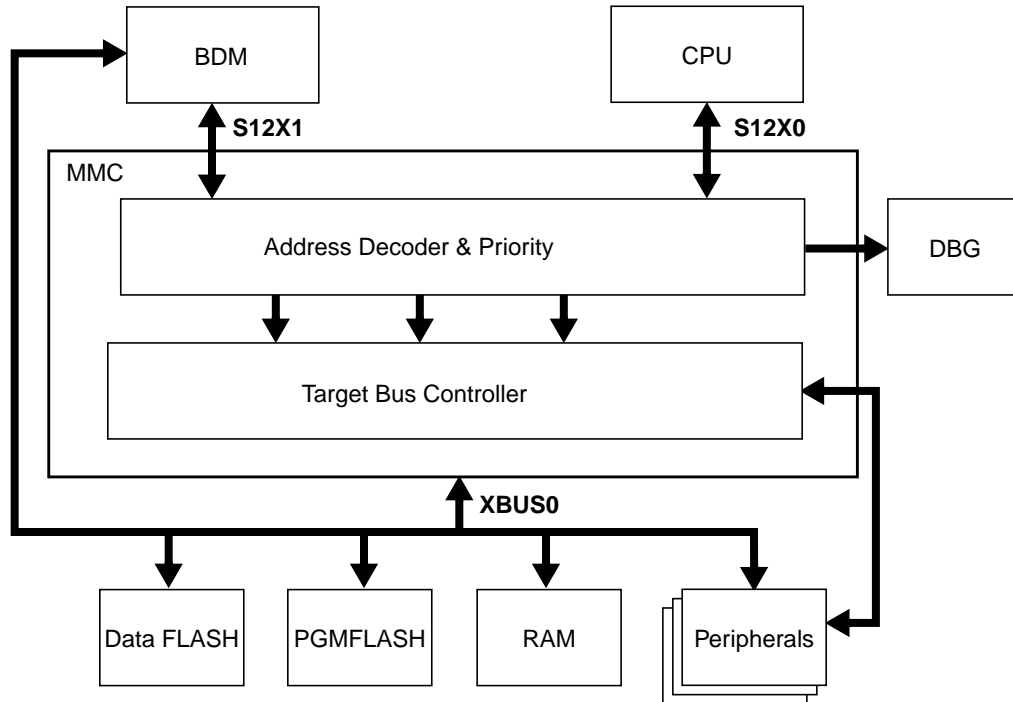 BDM
CPU
S12X1
S12X0
MMC
Address Decoder & Priority
DBG
Target Bus Controller
XBUS0
Data FLASH
PGMFLASH
RAM
Peripherals